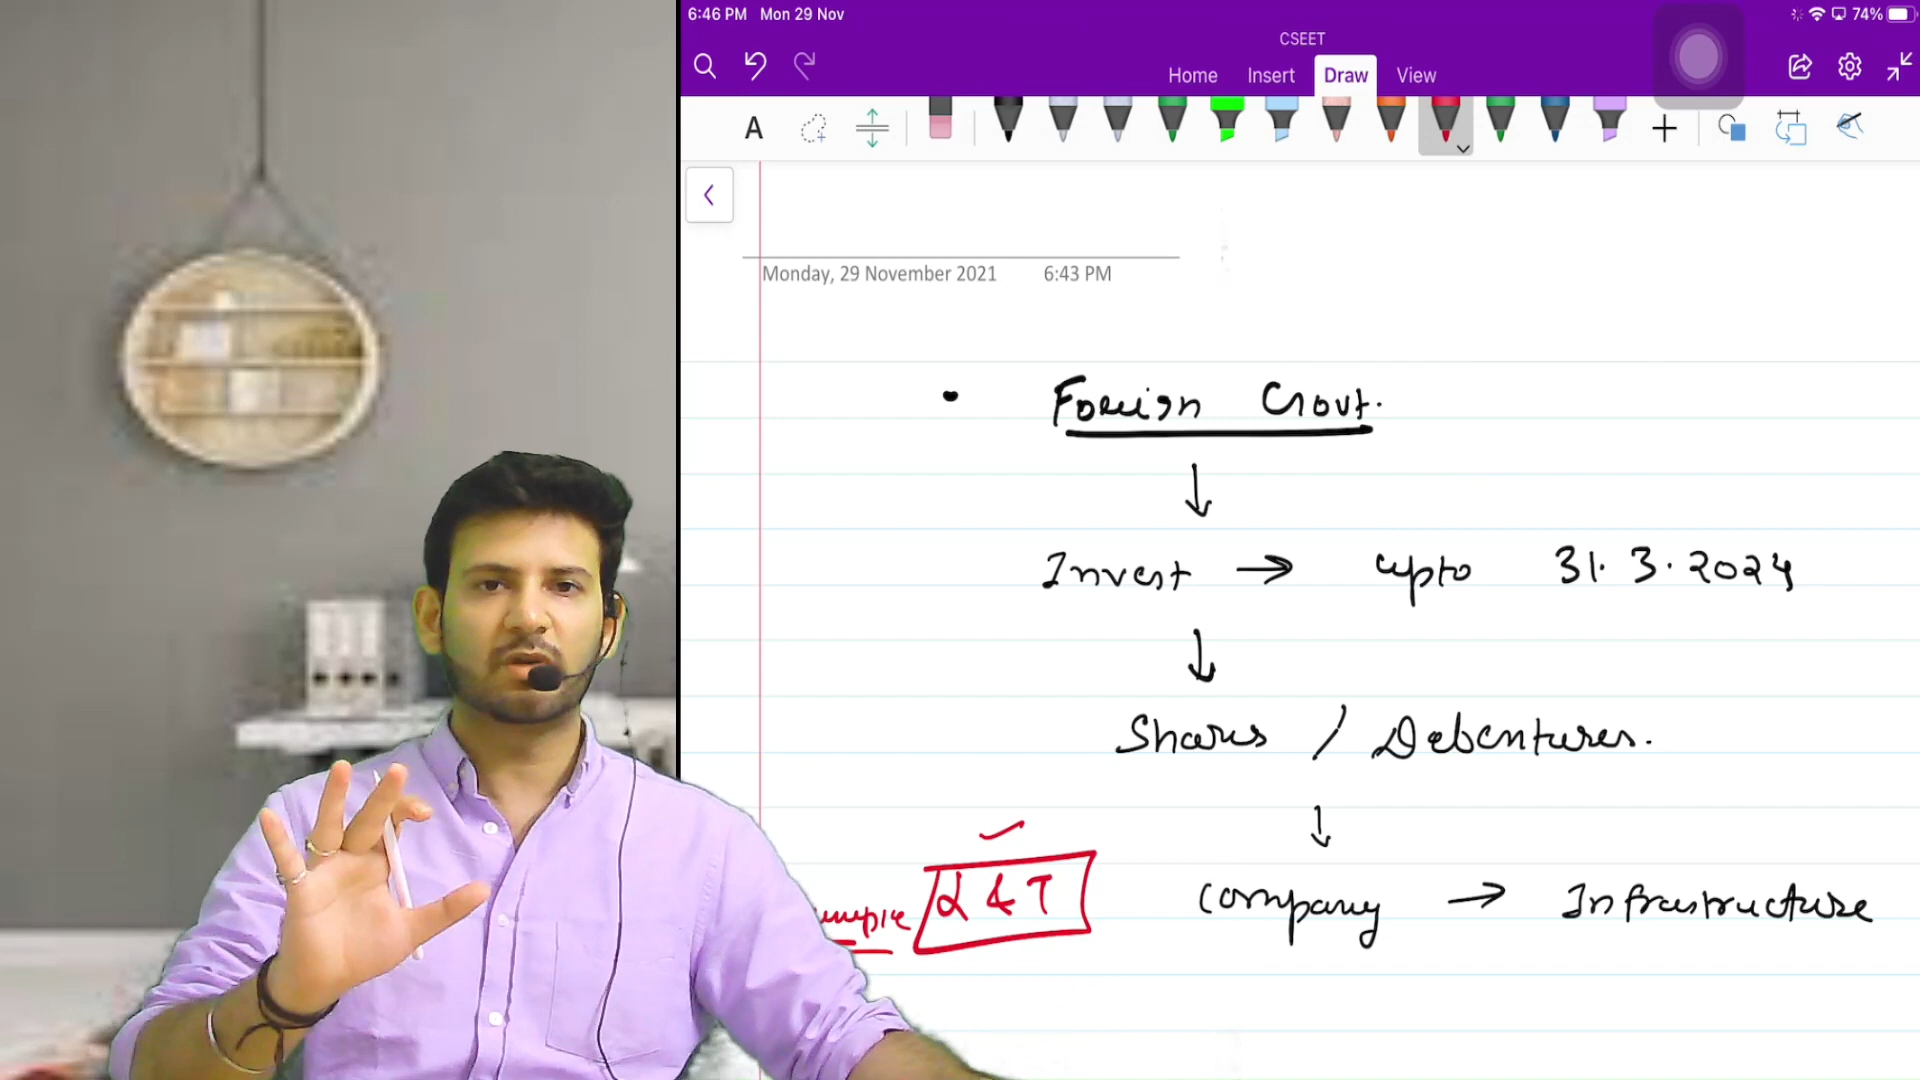 6:46 PM Mon 29 Nov 74%
CSEET
Home Insert Draw View
A
Monday, 29 November 2021 6:43 PM
Foreign Govt.
Invest → upto 31.3.2024
Shares / Debentures.
L & T Company → Infrastructure